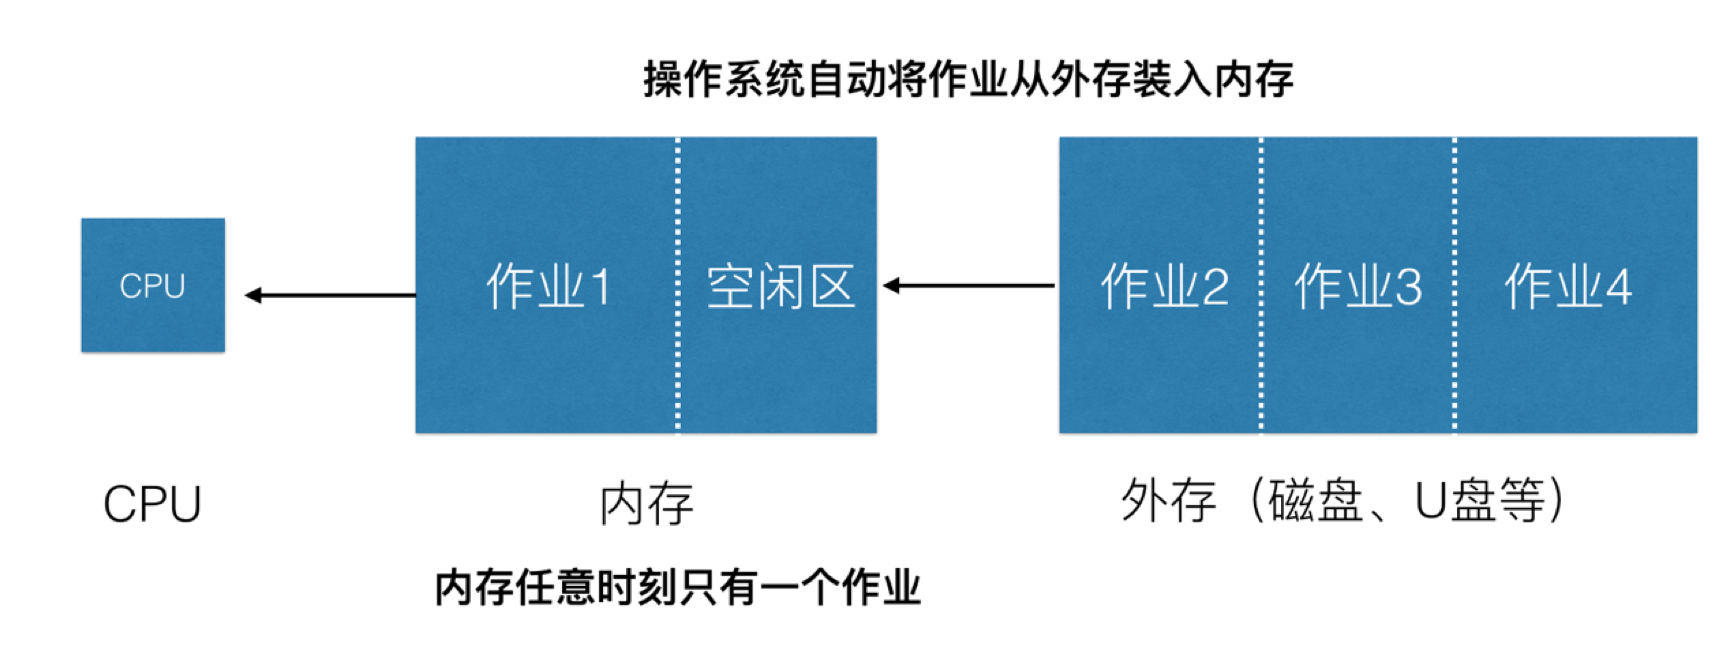 操作系统自动将作业从外存装入内存
CPU
作业1
空闲区
作业2
作业3
作业4
CPU
内存
外存（磁盘、U盘等）
内存任意时刻只有一个作业